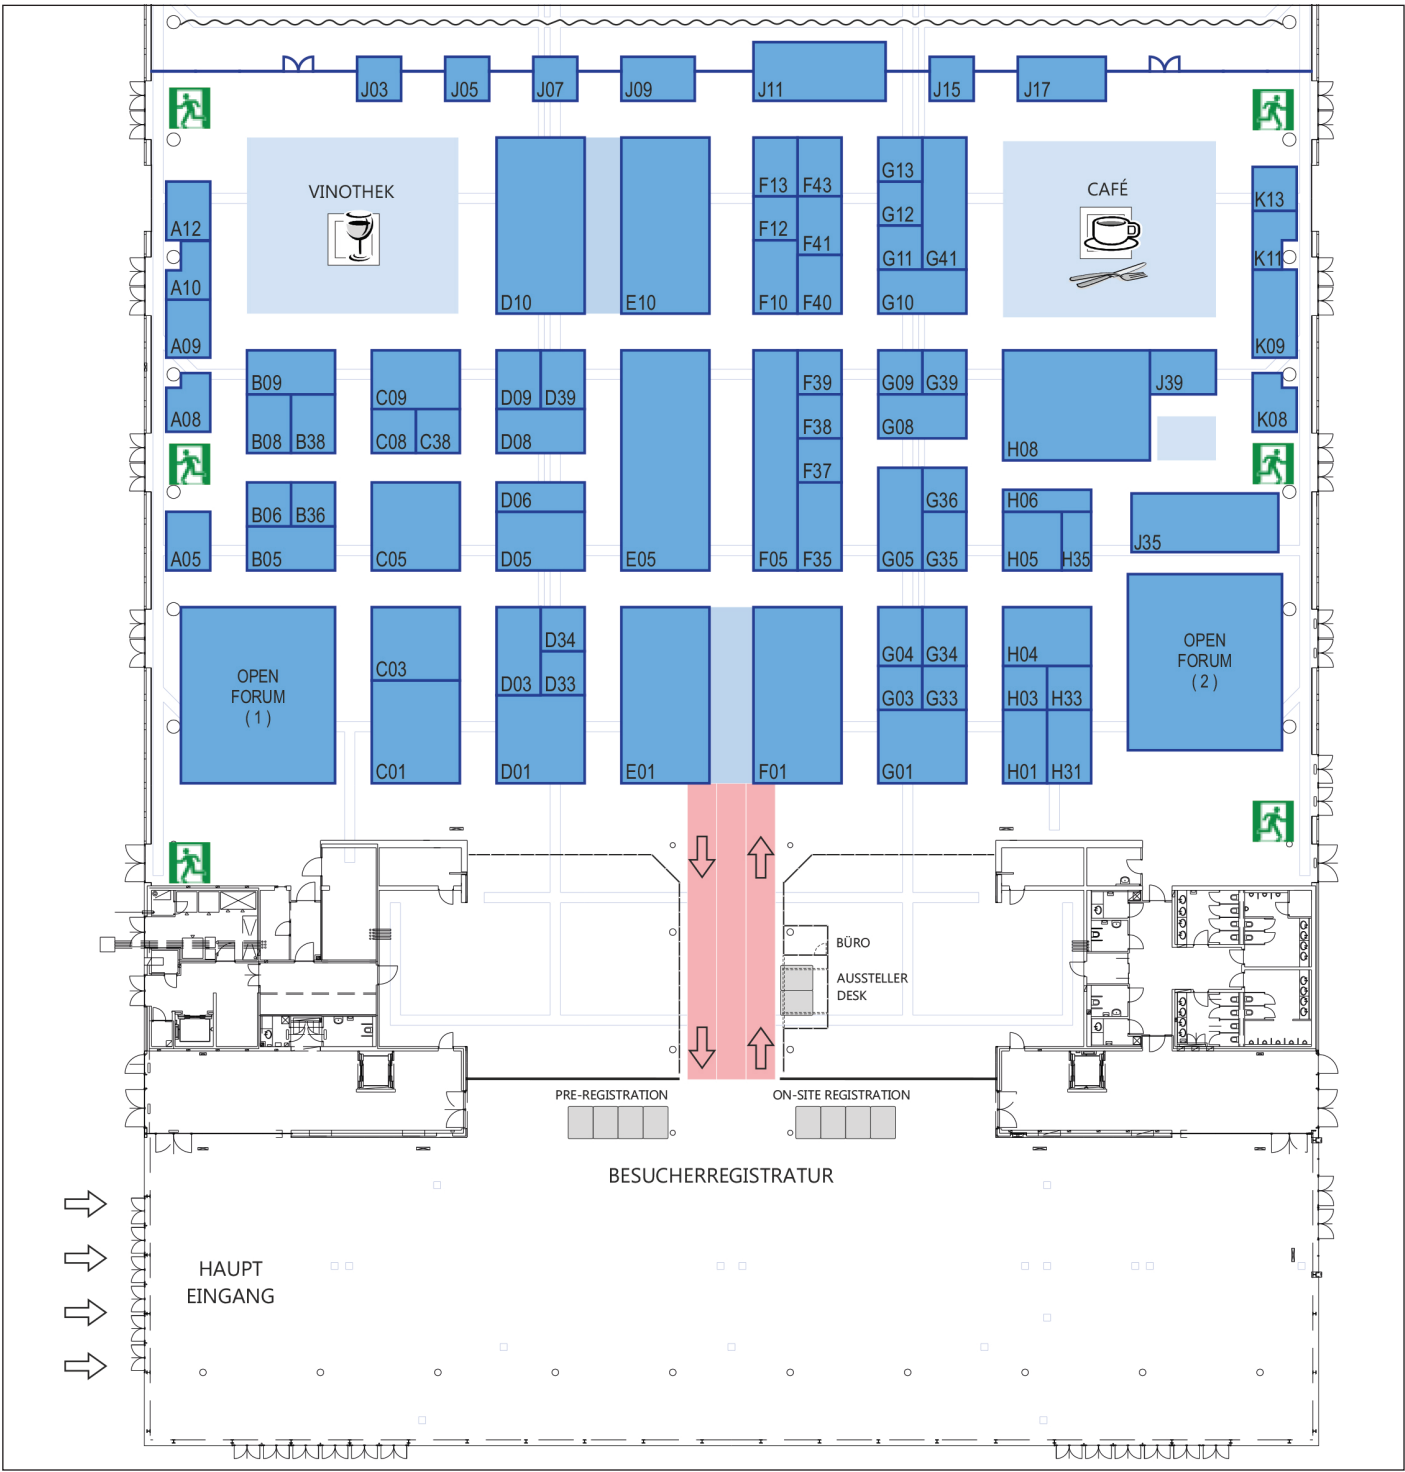 J03 J05 J07 J09 J11 J15 J17
VINOTHEK
CAFÉ
G13
F13 F43
K13
G12
A12
F12
F41
G11 G41
K11
A10
D10 E10 F10 F40 G10
A09
K09
B09
D09 D39
F39
G09 G39
J39
C09
A08
K08
F38
G08
B08 B38 C08 C38 D08
H08
F37
D06
G36
H06
B06 B36
J35
A05 B05 C05 D05 E05 F05 F35 G05 G35 H05 H35
D34
OPEN
FORUM
( 2 )
G04 G34 H04
C03
OPEN
FORUM
( 1 )
D03 D33
G03 G33 H03 H33
C01 D01 E01 F01 G01 H01 H31
BÜRO
AUSSTELLER
DESK
PRE-REGISTRATION
ON-SITE REGISTRATION
BESUCHERREGISTRATUR
HAUPT
EINGANG